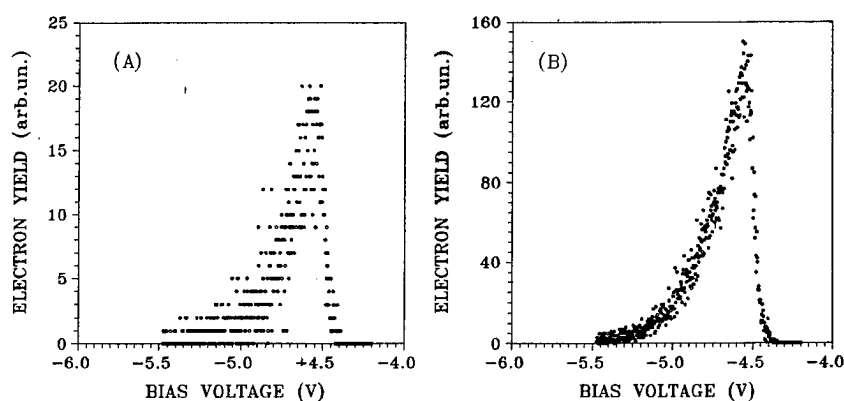 25
20
15
10
5
0
ELECTRON YIELD (arb.un.)
(A)
-6.0 -5.5 -5.0 +4.5 -4.0
BIAS VOLTAGE (V)
160
120
80
40
0
ELECTRON YIELD (arb.un.)
(B)
-6.0 -5.5 -5.0 -4.5 -4.0
BIAS VOLTAGE (V)